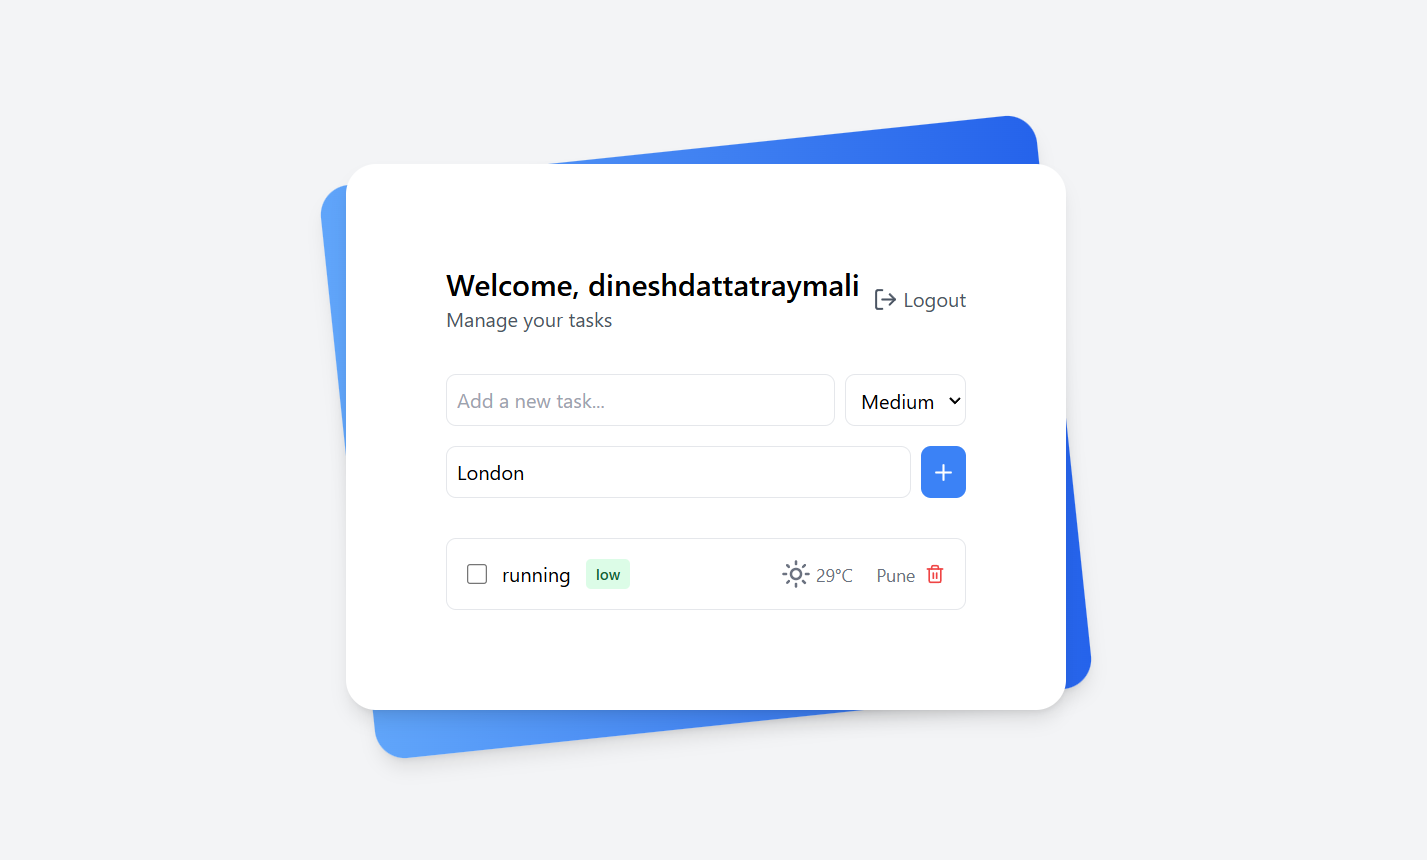 Welcome, dineshdattatraymali
Manage your tasks
Logout
Add a new task...
Medium
London
running
low
29°C
Pune